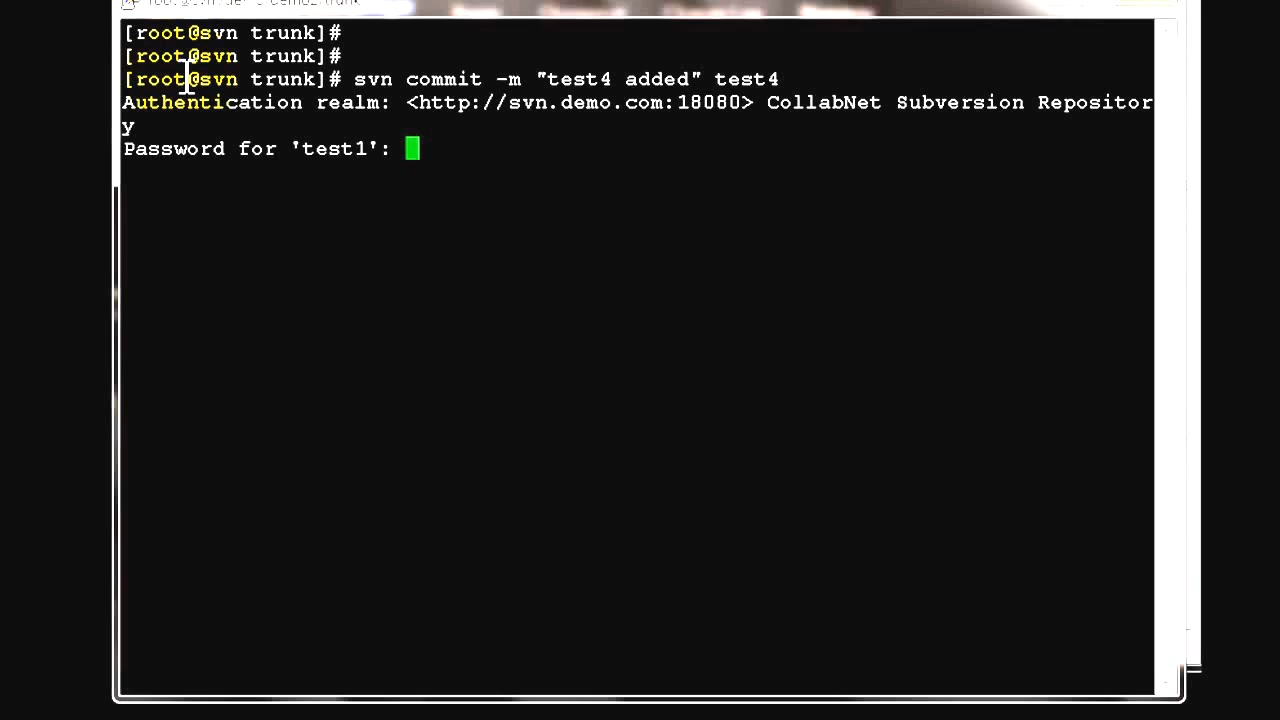 [root@svn trunk]#
[root@svn trunk]#
[root@svn trunk]# svn commit -m "test4 added" test4
Authentication realm: <http://svn.demo.com:18080> CollabNet Subversion Repositor
y
Password for 'test1':